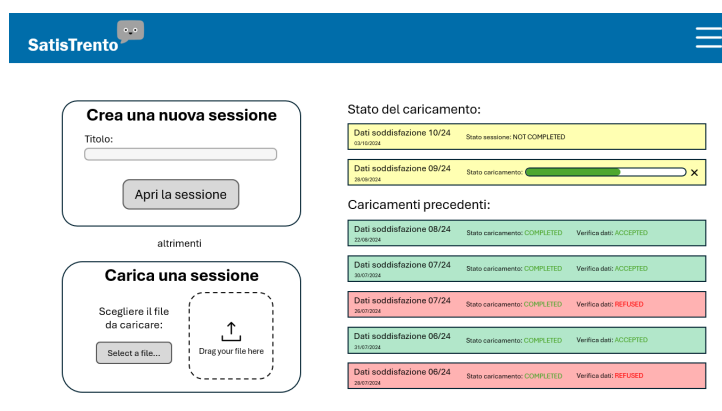 SatisTrento
Crea una nuova sessione
Titolo:
Apri la sessione
altrimenti
Carica una sessione
Scegliere il file
da caricare:
Select a file...
Drag your file here
Stato del caricamento:
Dati soddisfazione 10/24
03/10/2024
Stato sessione: NOT COMPLETED
Dati soddisfazione 09/24
28/09/2024
Stato caricamento:
Caricamenti precedenti:
Dati soddisfazione 08/24
22/08/2024
Stato caricamento: COMPLETED
Verifica dati: ACCEPTED
Dati soddisfazione 07/24
30/07/2024
Stato caricamento: COMPLETED
Verifica dati: ACCEPTED
Dati soddisfazione 07/24
26/07/2024
Stato caricamento: COMPLETED
Verifica dati: REFUSED
Dati soddisfazione 06/24
31/07/2024
Stato caricamento: COMPLETED
Verifica dati: ACCEPTED
Dati soddisfazione 06/24
28/07/2024
Stato caricamento: COMPLETED
Verifica dati: REFUSED